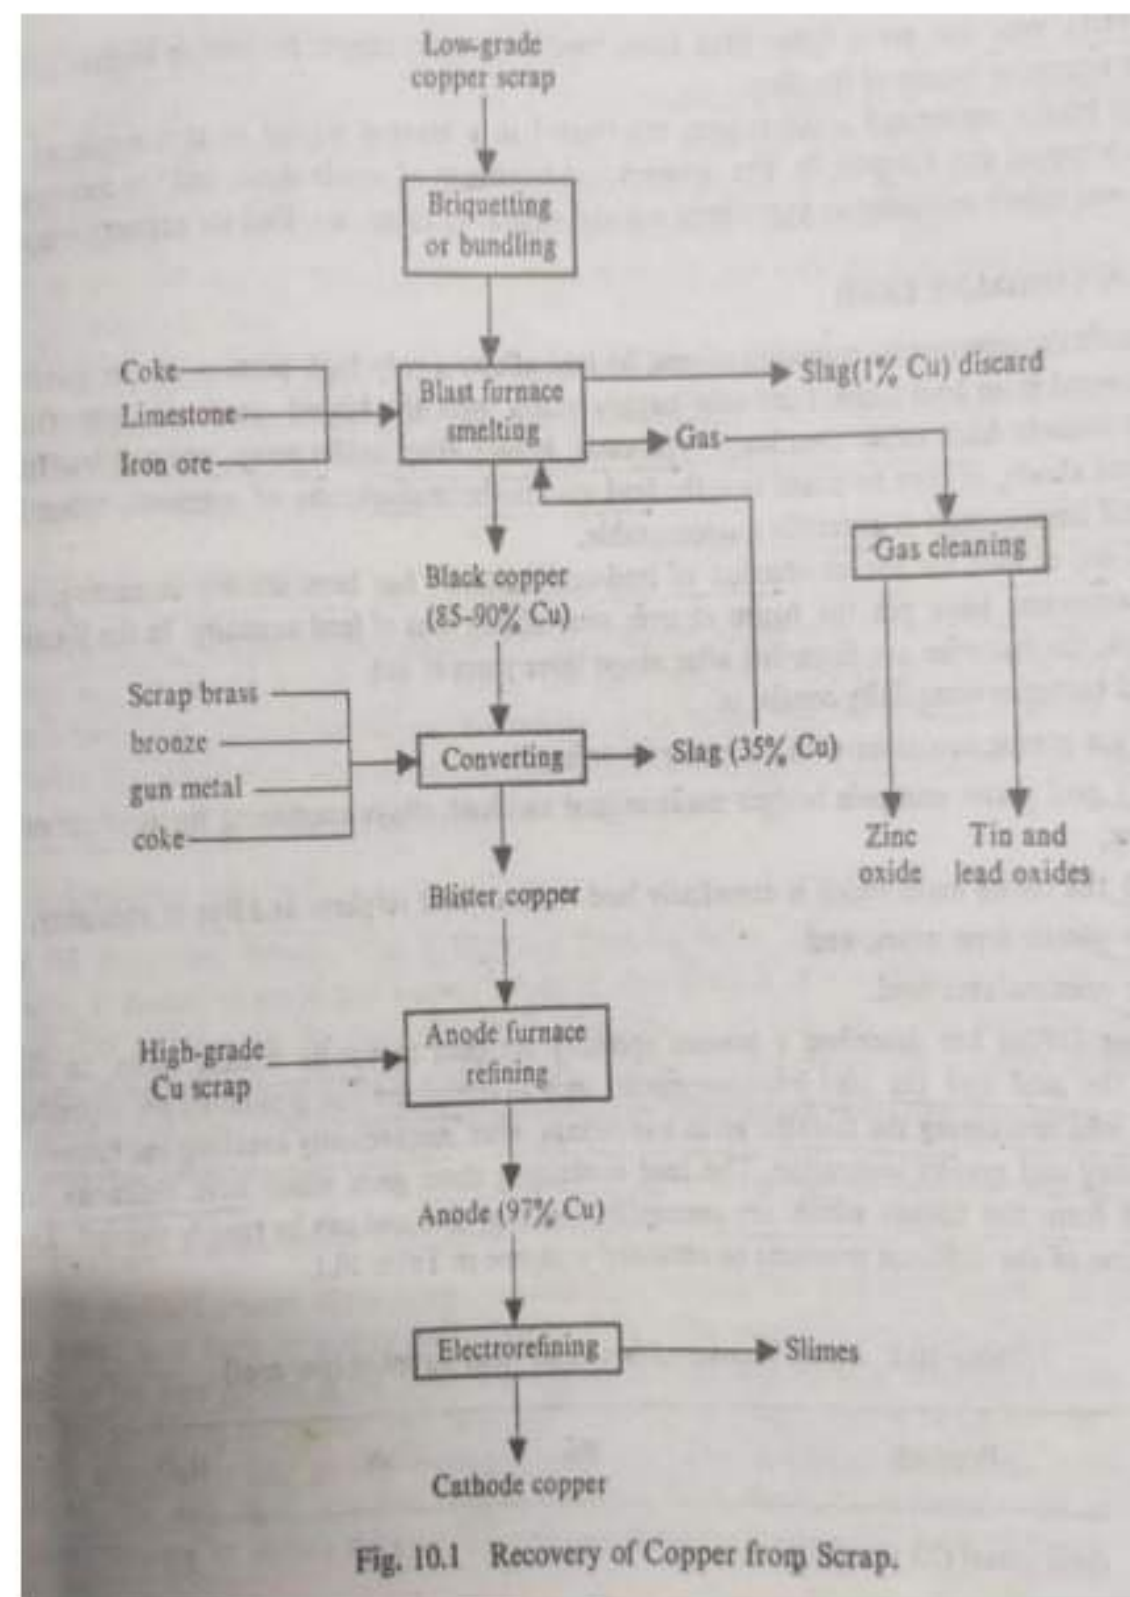 Low-grade
copper scrap
Briquetting
or bundling
Coke
Limestone
Iron ore
Blast furnace
smelting
Slag(1% Cu) discard
Gas
Gas cleaning
Black copper
(85-90% Cu)
Scrap brass
bronze
gun metal
coke
Converting
Slag (35% Cu)
Zinc
oxide
Tin and
lead oxides
Blister copper
High-grade
Cu scrap
Anode furnace
refining
Anode (97% Cu)
Electrorefining
Slimes
Cathode copper
Fig. 10.1 Recovery of Copper from Scrap.